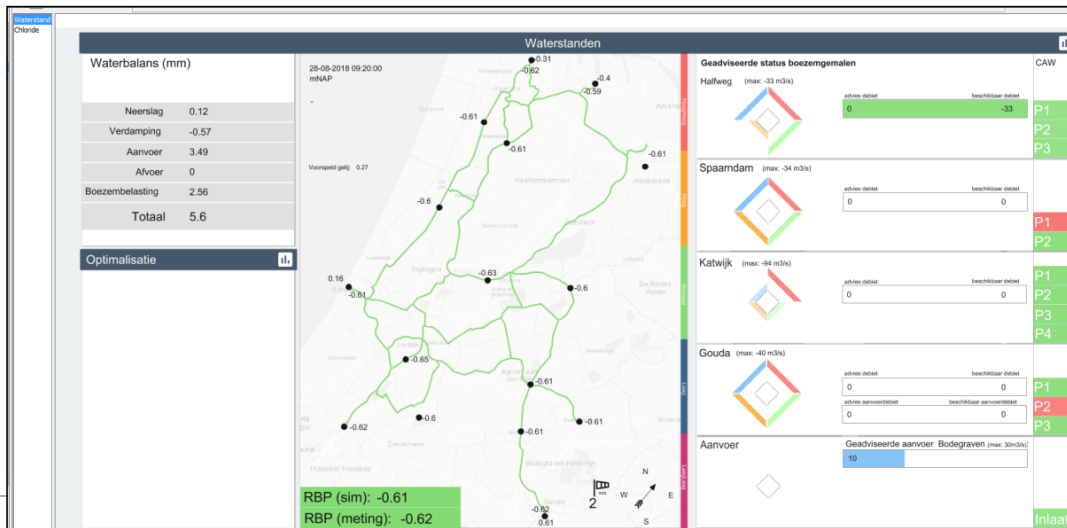 Waterstand
Chloride
Waterstanden
Waterbalans (mm)
Neerslag 0.12
Verdamping -0.57
Aanvoer 3.49
Afvoer 0
Boezembelasting 2.56
Totaal 5.6
Optimalisatie
28-08-2018 09:20:00
mNAP
-
Voorspeld getij: 0.27
-0.31
-0.62
-0.4
-0.59
-0.61
-0.61
-0.61
-0.6
0.16
-0.61
-0.63
-0.6
-0.65
-0.61
-0.6
-0.62
-0.61
-0.61
-0.62
0.61
RBP (sim): -0.61
RBP (meting): -0.62
2
N
W E
S
Geadviseerde status boezemgemalen
CAW
Halfweg (max: -33 m3/s)
advies debiet beschikbaar debiet
0 -33
P1
P2
P3
Spaarndam (max: -34 m3/s)
advies debiet beschikbaar debiet
0 0
P1
P2
Katwijk (max: -94 m3/s)
advies debiet beschikbaar debiet
0 0
P1
P2
P3
P4
Gouda (max: -40 m3/s)
advies debiet beschikbaar debiet
0 0
advies aanvoerdebiet beschikbaar aanvoerdebiet
0 0
P1
P2
P3
Aanvoer
Geadviseerde aanvoer Bodegraven (max: 30m3/s):
10
Inlaat